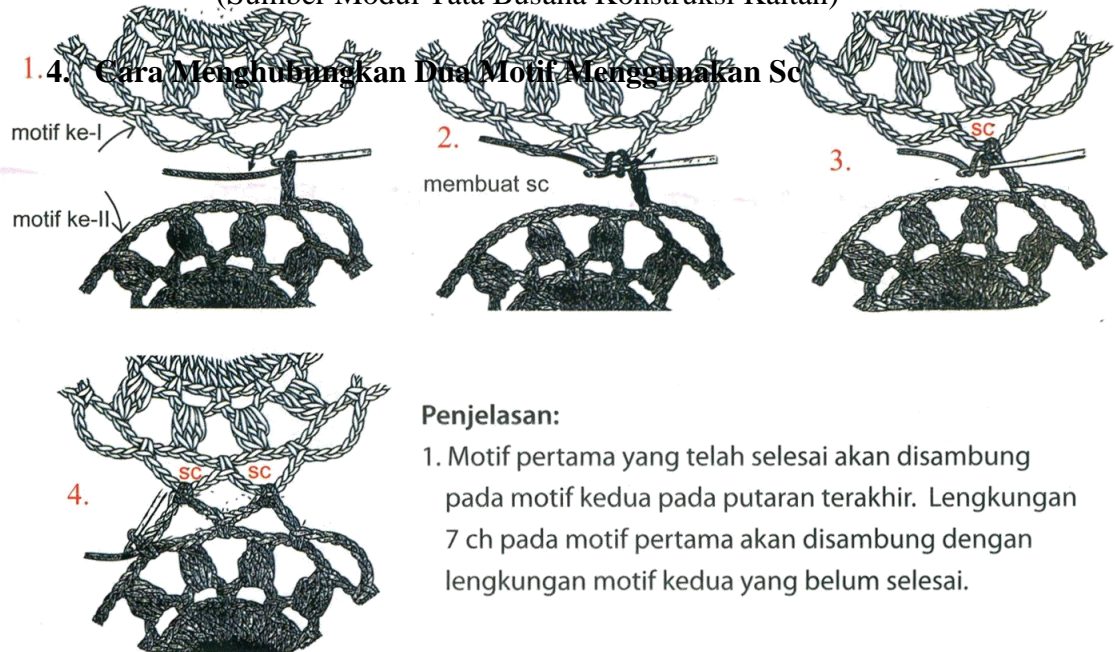 (Sumber Modul Tata Busana Konstruksi Kaitan)
4. Cara Menghubungkan Dua Motif Menggunakan Sc
1.
motif ke-I
motif ke-II
2.
membuat sc
3.
sc
4.
sc sc
Penjelasan:
1. Motif pertama yang telah selesai akan disambung
pada motif kedua pada putaran terakhir. Lengkungan
7 ch pada motif pertama akan disambung dengan
lengkungan motif kedua yang belum selesai.